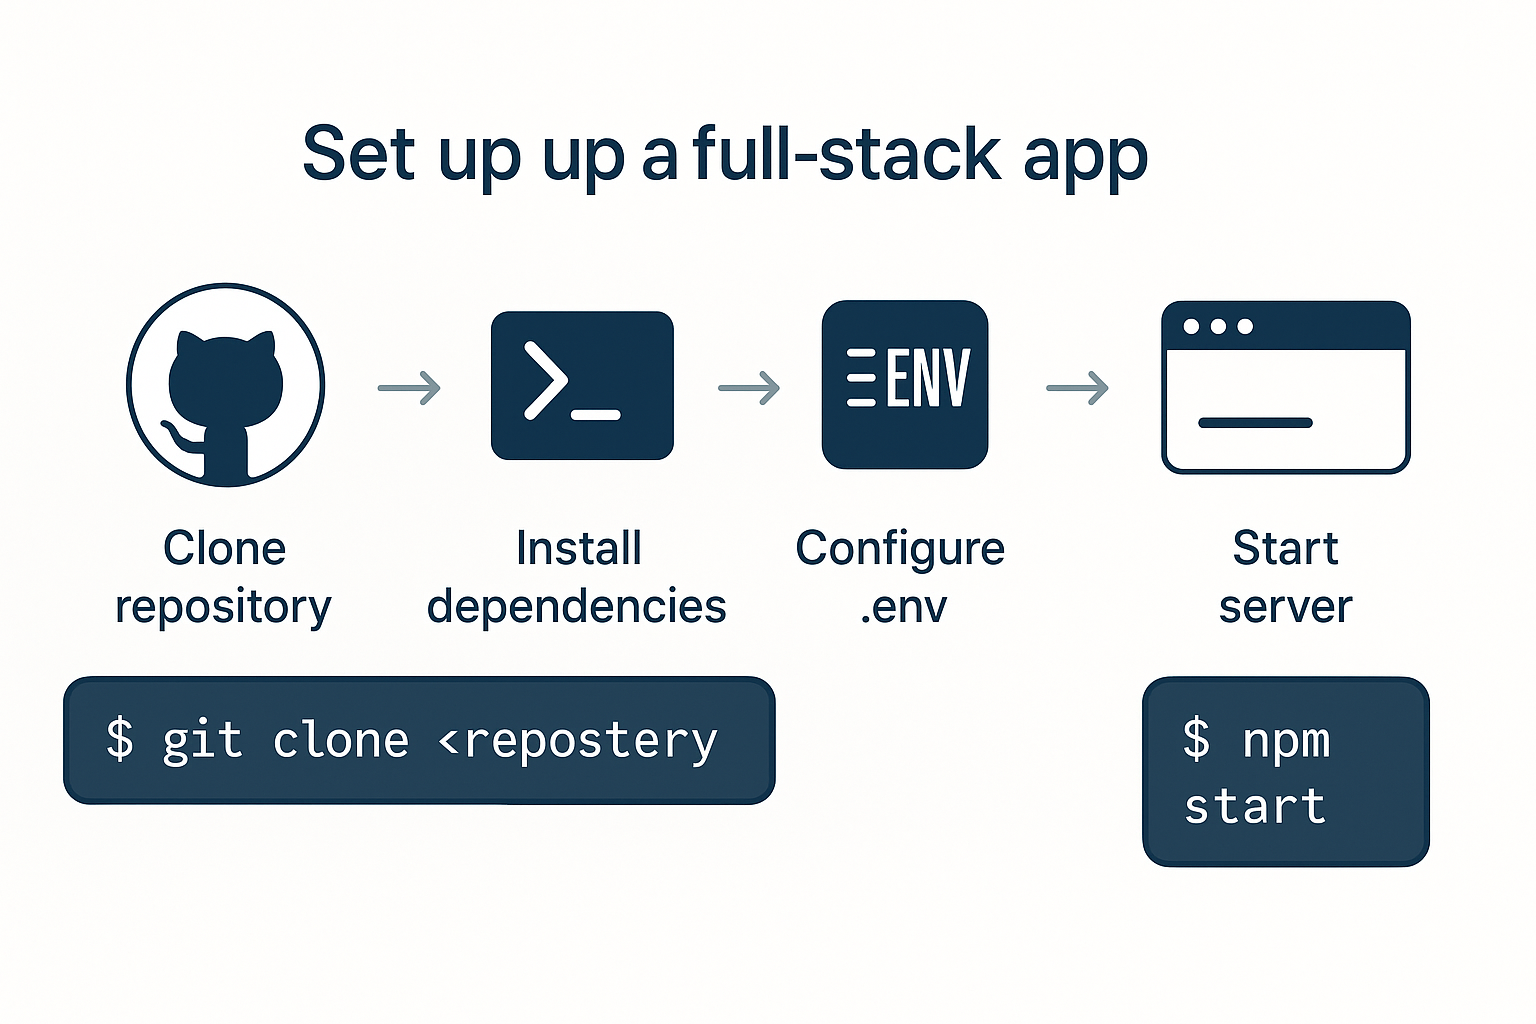 Set up up a full-stack app
ENV
Clone
repository
Install
dependencies
Configure
.env
Start
server
$ git clone <repostery
$ npm
start